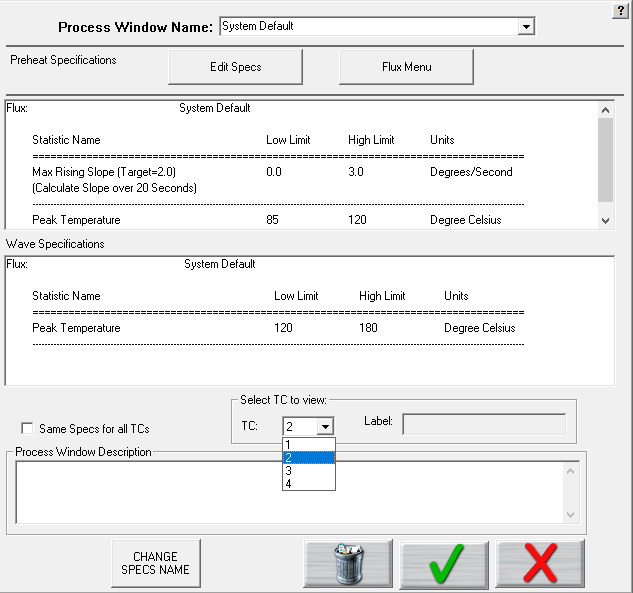 ?
Process Window Name: System Default
Preheat Specifications
Edit Specs
Flux Menu
Flux: System Default
Statistic Name Low Limit High Limit Units
==========================================================================
Max Rising Slope (Target=2.0) 0.0 3.0 Degrees/Second
(Calculate Slope over 20 Seconds)
--------------------------------------------------------------------------
Peak Temperature 85 120 Degree Celsius
Wave Specifications
Flux: System Default
Statistic Name Low Limit High Limit Units
==========================================================================
Peak Temperature 120 180 Degree Celsius
--------------------------------------------------------------------------
Select TC to view:
Same Specs for all TCs
TC: 2
Label:
1
2
3
4
Process Window Description
CHANGE
SPECS NAME